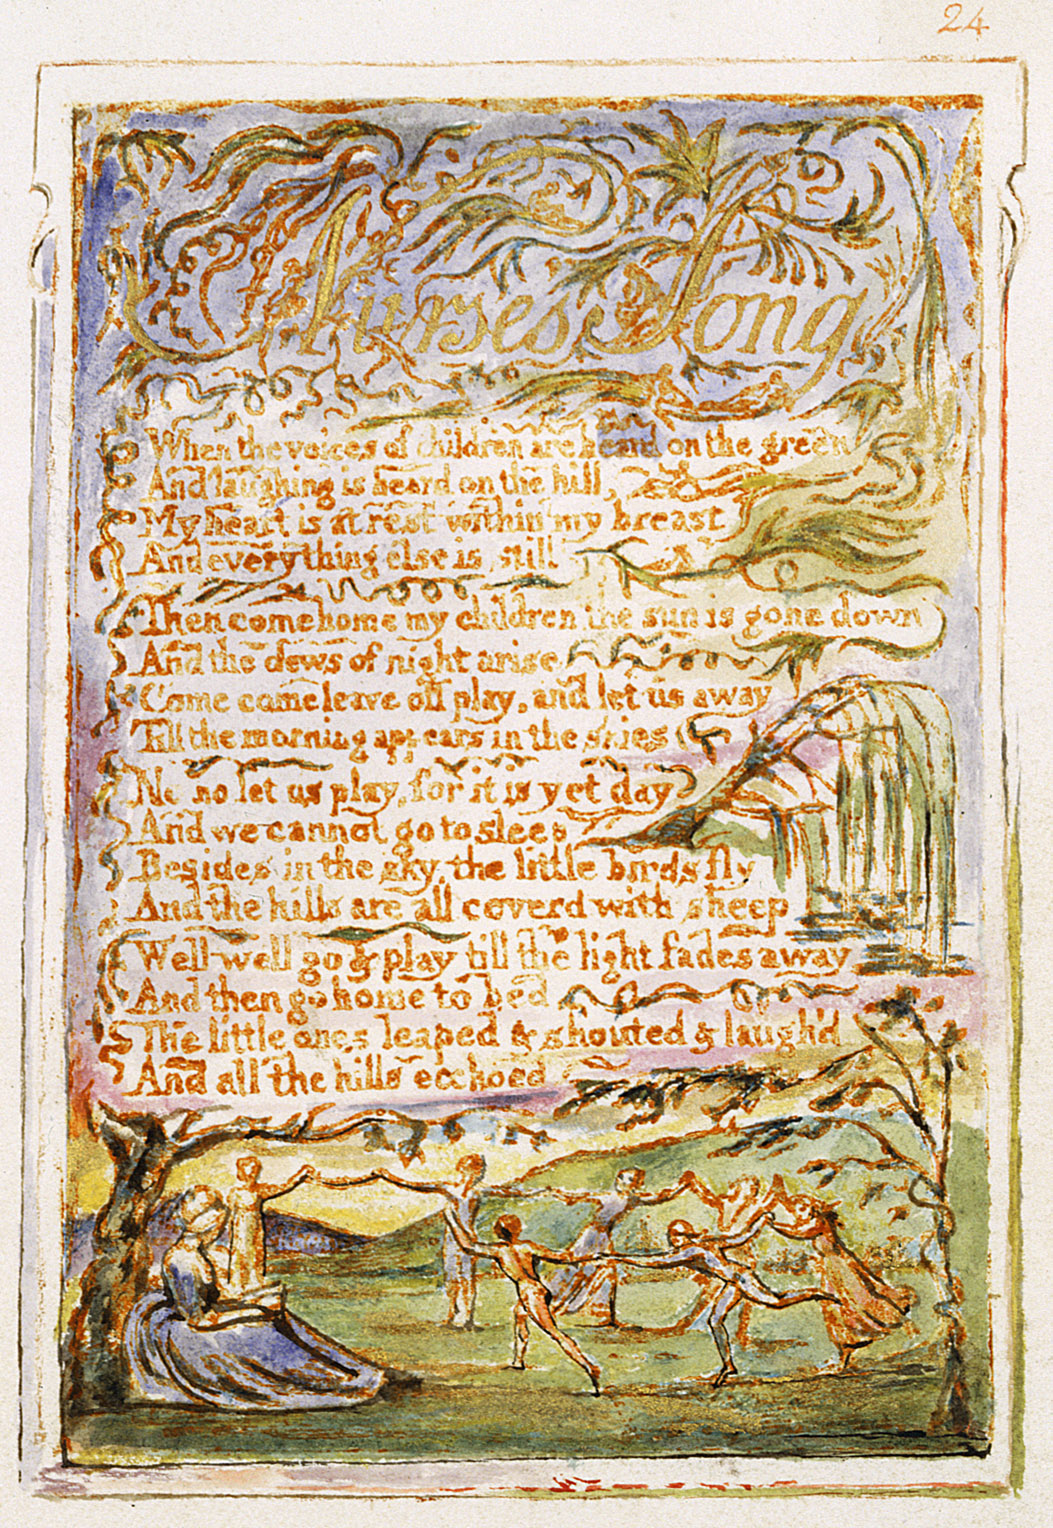 24
Nurses Song
When the voices of children are heard on the green
And laughing is heard on the hill,
My heart is at rest within my breast
And every thing else is still
Then come home my children the sun is gone down
And the dews of night arise
Come come leave off play, and let us away
Till the morning appears in the skies
No no let us play, for it is yet day
And we cannot go to sleep
Besides in the sky, the little birds fly
And the hills are all coverd with sheep
Well well go & play till the light fades away
And then go home to bed
The little ones leaped & shouted & laugh'd
And all the hills ecchoed